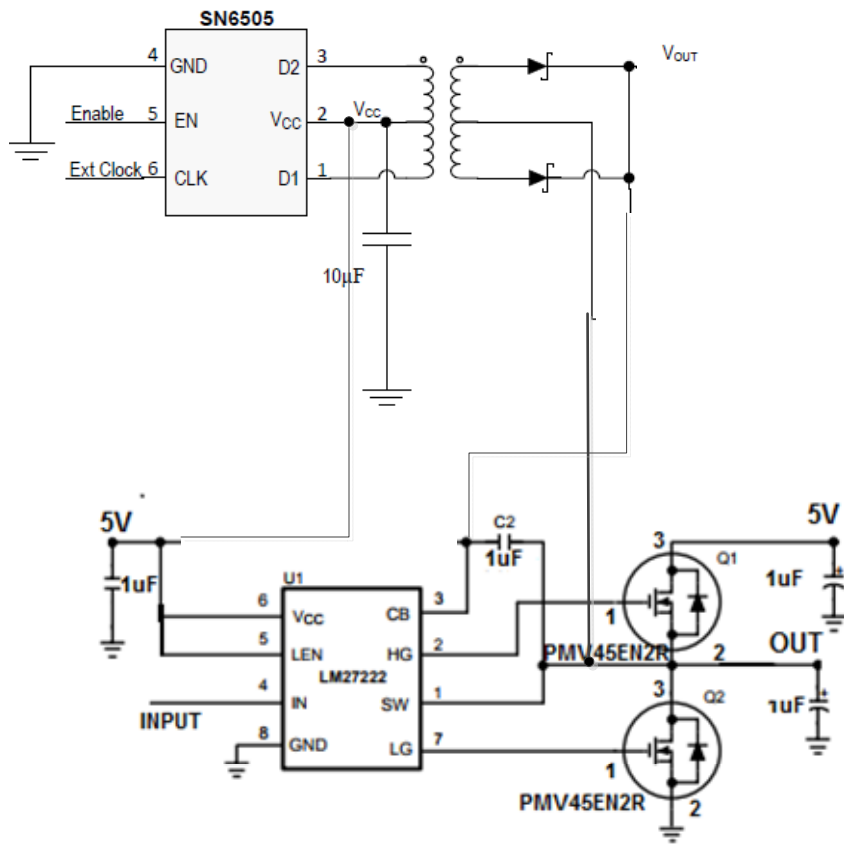 SN6505
4 GND D2 3
Enable 5 EN VCC 2 VCC
Ext Clock 6 CLK D1 1
VOUT
10μF
5V
1uF
C2
1uF
U1
6 VCC CB 3
5 LEN HG 2
LM27222
4 IN SW 1
INPUT
8 GND LG 7
5V
3
Q1
1uF
1
PMV45EN2R
2
OUT
3
Q2
1uF
1
PMV45EN2R
2